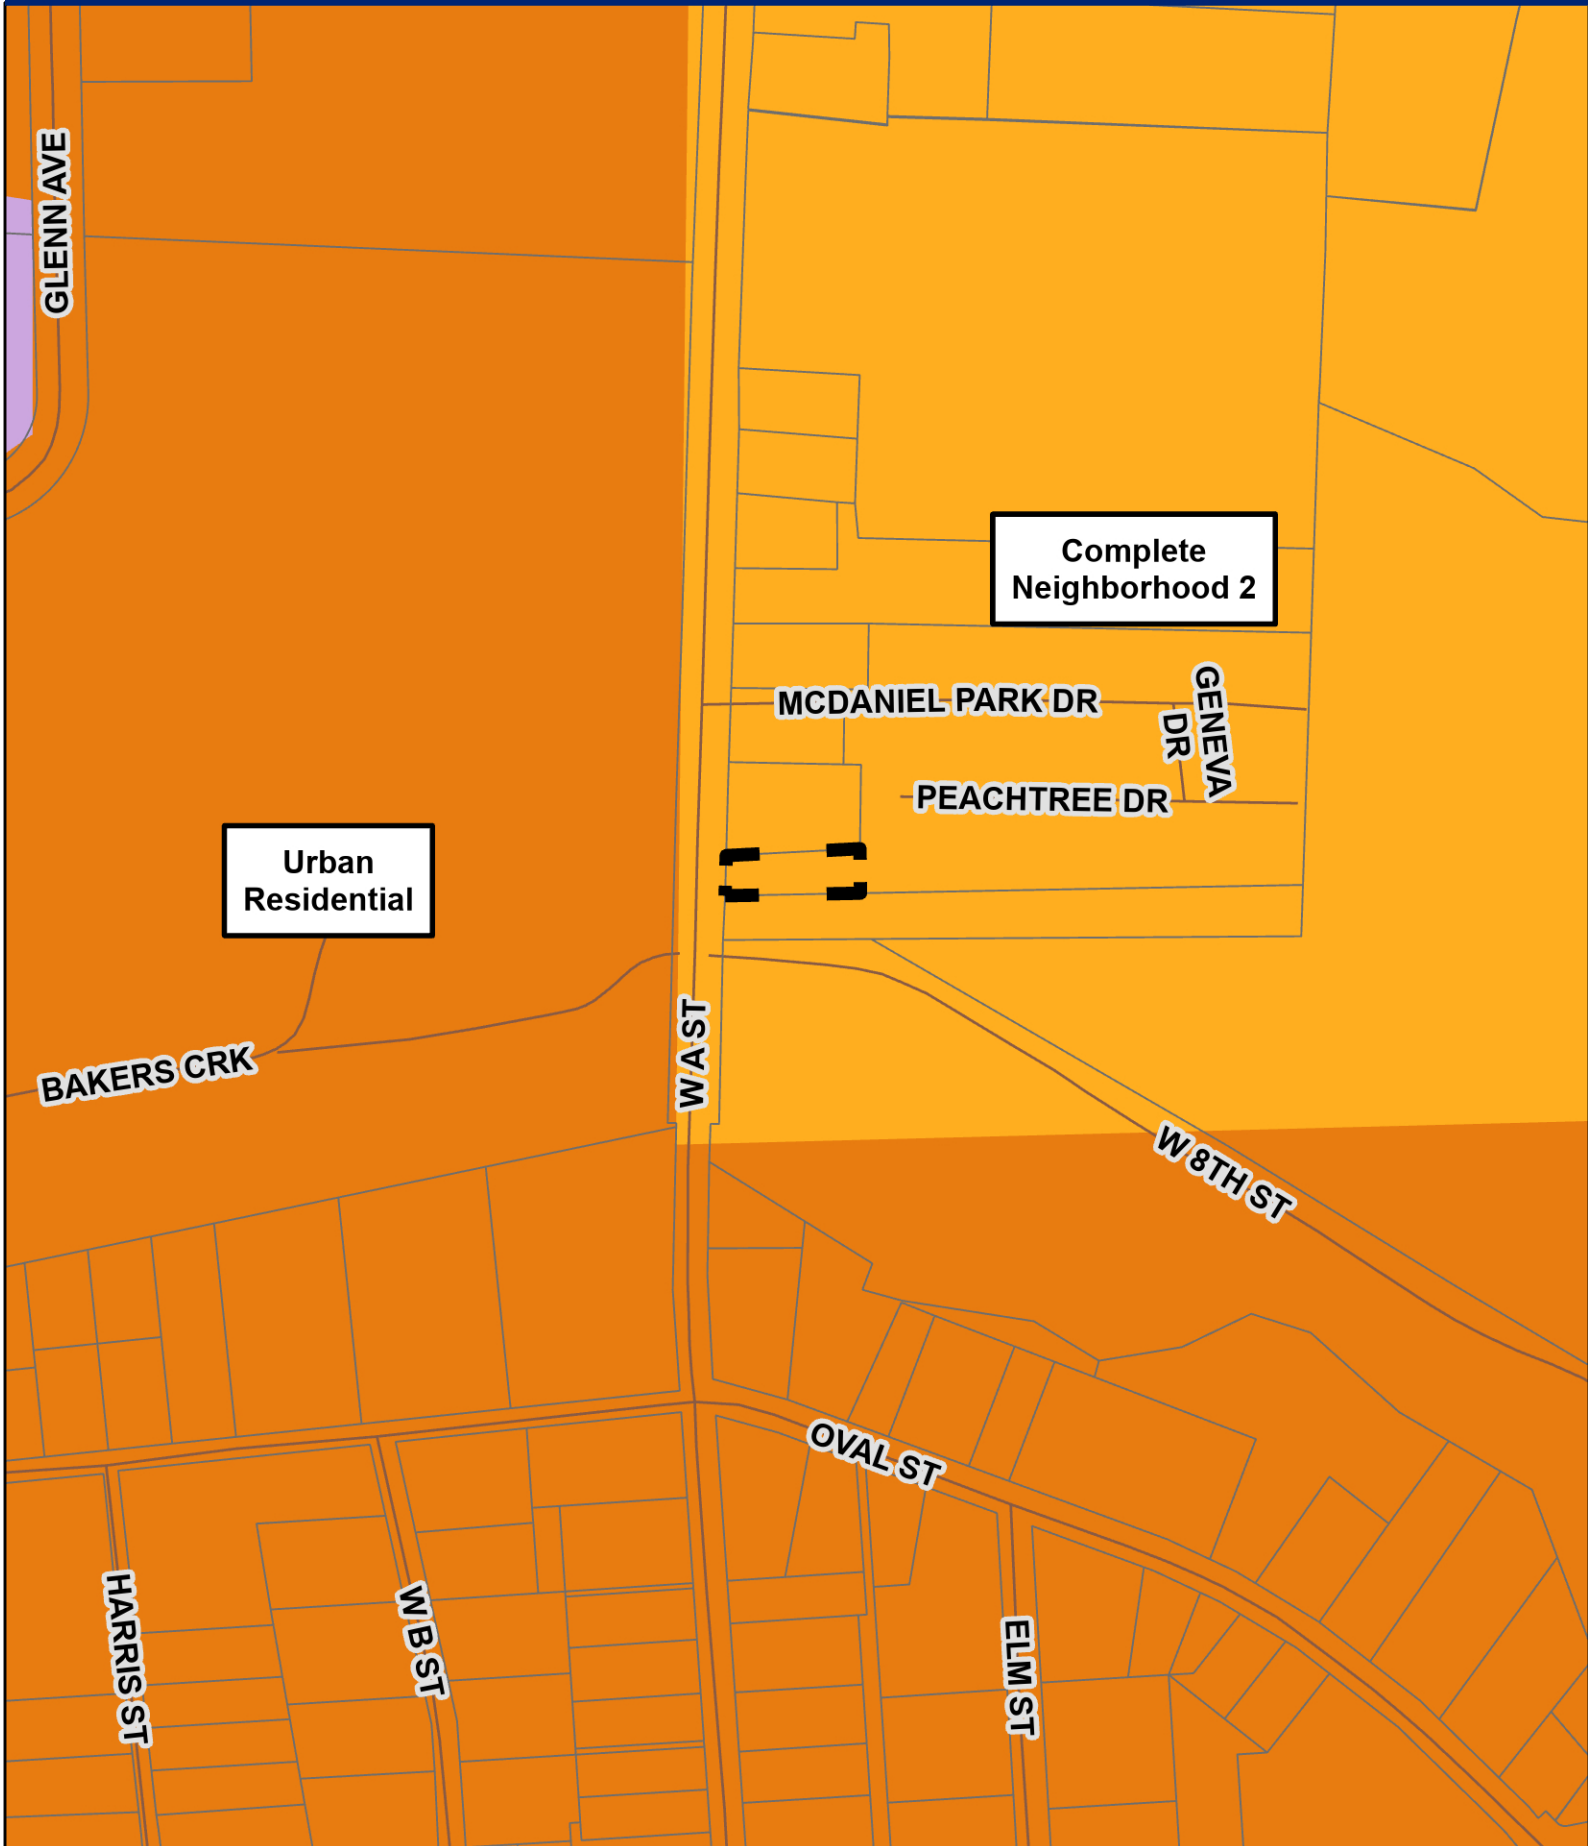 GLENN AVE
Complete
Neighborhood 2
MCDANIEL PARK DR
GENEVA
DR
PEACHTREE DR
Urban
Residential
W A ST
BAKERS CRK
W 8TH ST
OVAL ST
HARRIS ST
W B ST
ELM ST